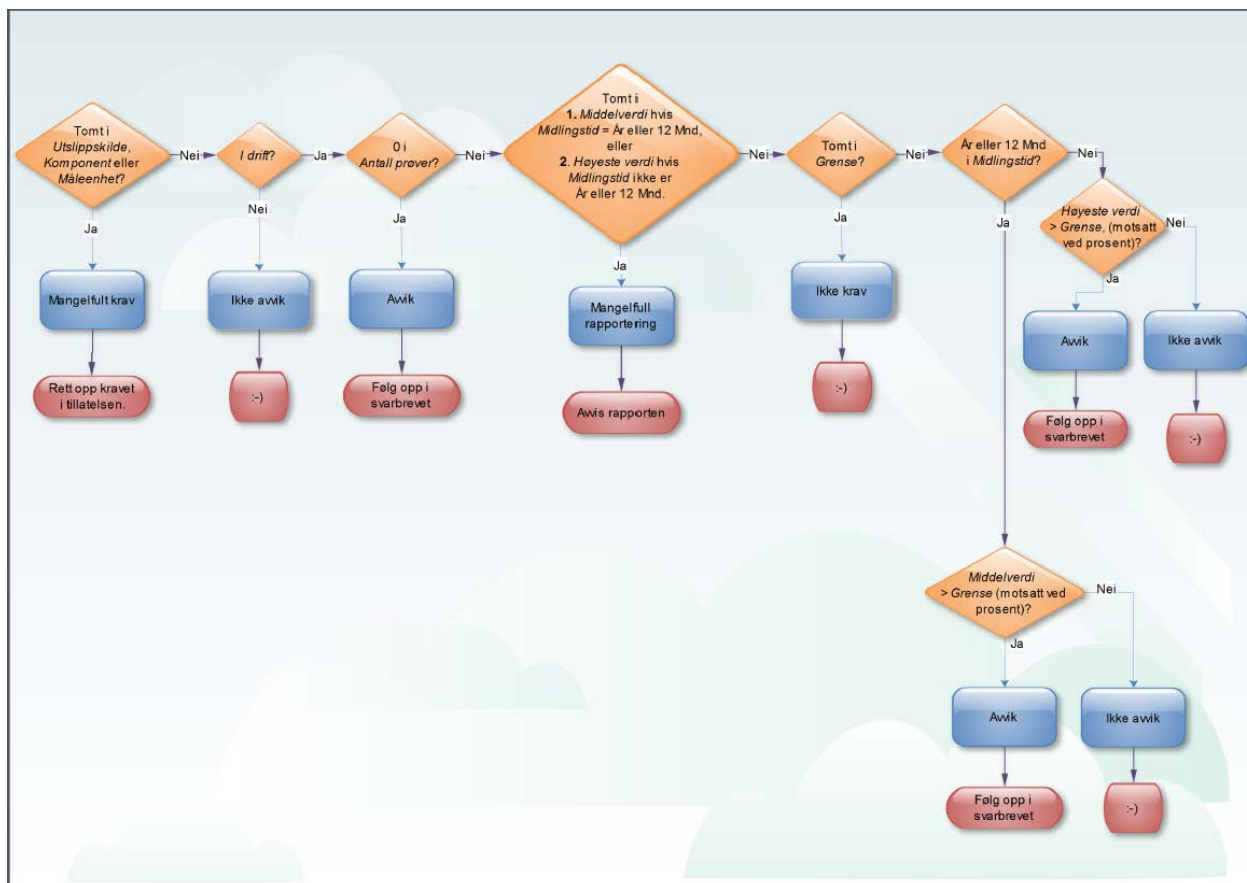 Tomt i
Utslippskilde,
Komponent eller
Måleenhet?
Nei
I drift?
Ja
0 i
Antall prøver?
Nei
Tomt i
1. Middelverdi hvis
Midlingstid = År eller 12 Mnd,
eller
2. Høyeste verdi hvis
Midlingstid ikke er
År eller 12 Mnd.
Nei
Tomt i
Grense?
Nei
År eller 12 Mnd
i Midlingstid?
Nei
Høyeste verdi
> Grense, (motsatt
ved prosent)?
Nei
Ja
Nei
Ja
Ja
Ja
Ja
Ja
Mangelfult krav
Ikke avvik
Avvik
Mangelfull
rapportering
Ikke krav
Avvik
Ikke avvik
Rett opp kravet
i tillatelsen.
:-)
Følg opp i
svarbrevet
Avvis rapporten
:-)
Følg opp i
svarbrevet
:-)
Middelverdi
> Grense (motsatt ved
prosent)?
Nei
Ja
Avvik
Ikke avvik
Følg opp i
svarbrevet
:-)